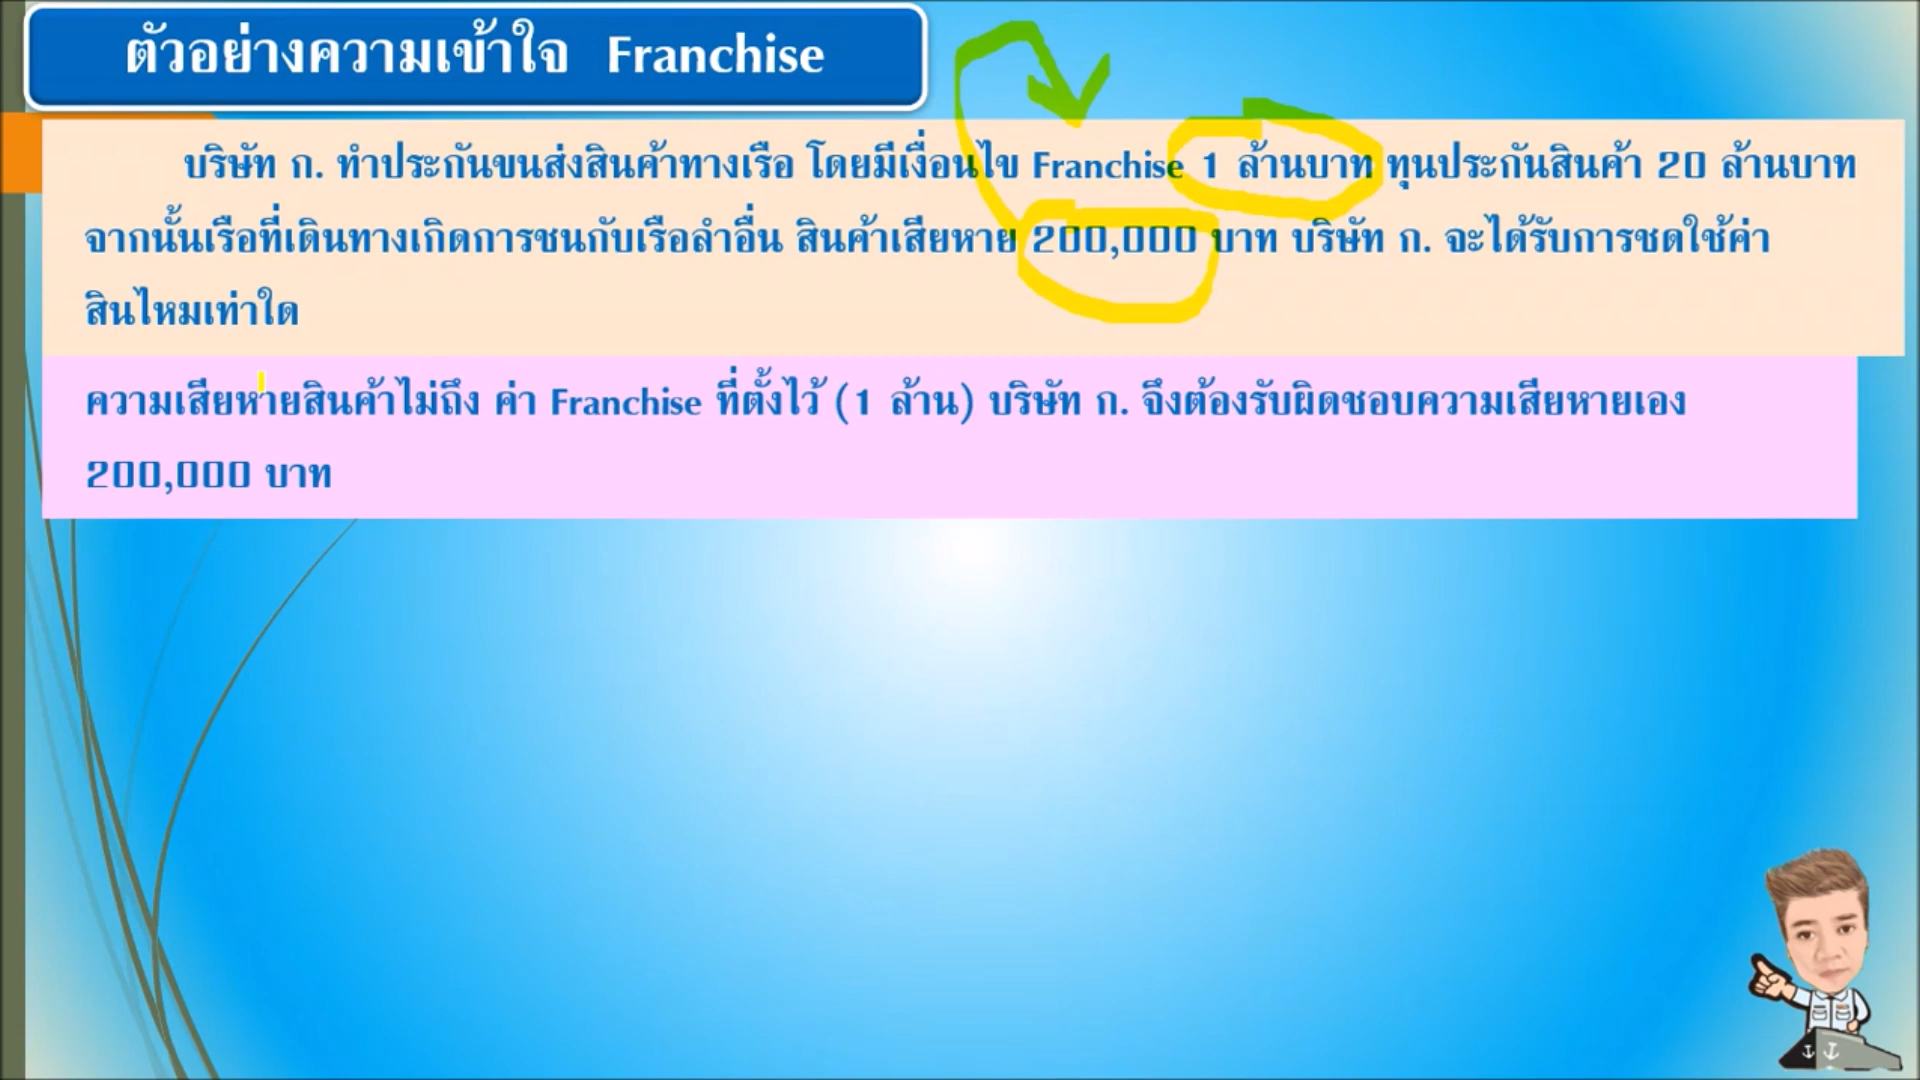 ตัวอย่างความเข้าใจ Franchise
บริษัท ก. ทำประกันขนส่งสินค้าทางเรือ โดยมีเงื่อนไข Franchise 1 ล้านบาท ทุนประกันสินค้า 20 ล้านบาท
จากนั้นเรือที่เดินทางเกิดการชนกับเรือลำอื่น สินค้าเสียหาย 200,000 บาท บริษัท ก. จะได้รับการชดใช้ค่า
สินไหมเท่าใด
ความเสียหายสินค้าไม่ถึง ค่า Franchise ที่ตั้งไว้ (1 ล้าน) บริษัท ก. จึงต้องรับผิดชอบความเสียหายเอง
200,000 บาท